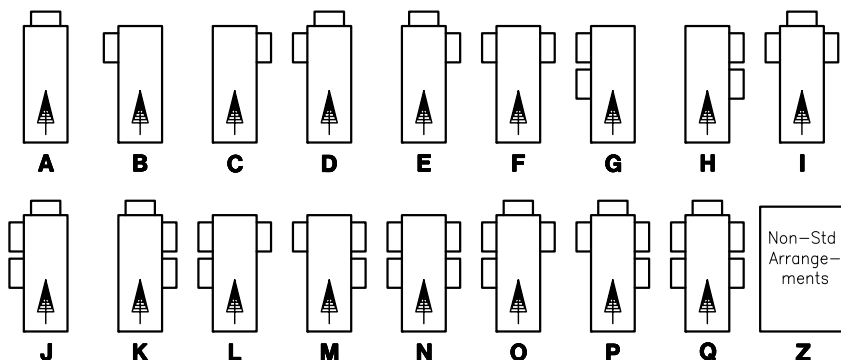 A B C D E F G H I
Non-Std
Arrange-
ments
J K L M N O P Q Z